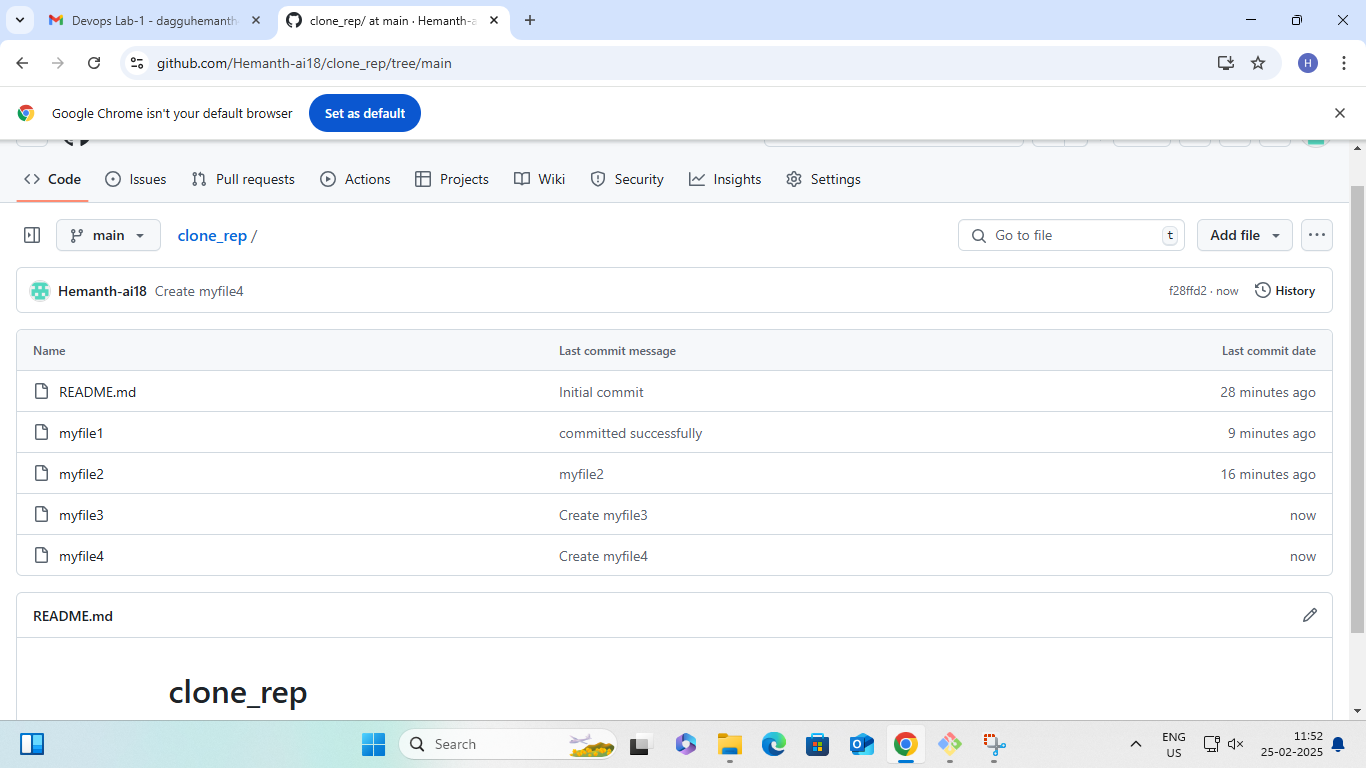 Devops Lab-1 - dagguhemanth
clone_rep/ at main · Hemanth-a
github.com/Hemanth-ai18/clone_rep/tree/main
H
Google Chrome isn't your default browser
Set as default
Code
Issues
Pull requests
Actions
Projects
Wiki
Security
Insights
Settings
main
clone_rep /
Go to file
t
Add file
Hemanth-ai18 Create myfile4
f28ffd2 · now
History
Name Last commit message Last commit date
README.md Initial commit 28 minutes ago
myfile1 committed successfully 9 minutes ago
myfile2 myfile2 16 minutes ago
myfile3 Create myfile3 now
myfile4 Create myfile4 now
README.md
clone_rep
Search
ENG
US
11:52
25-02-2025